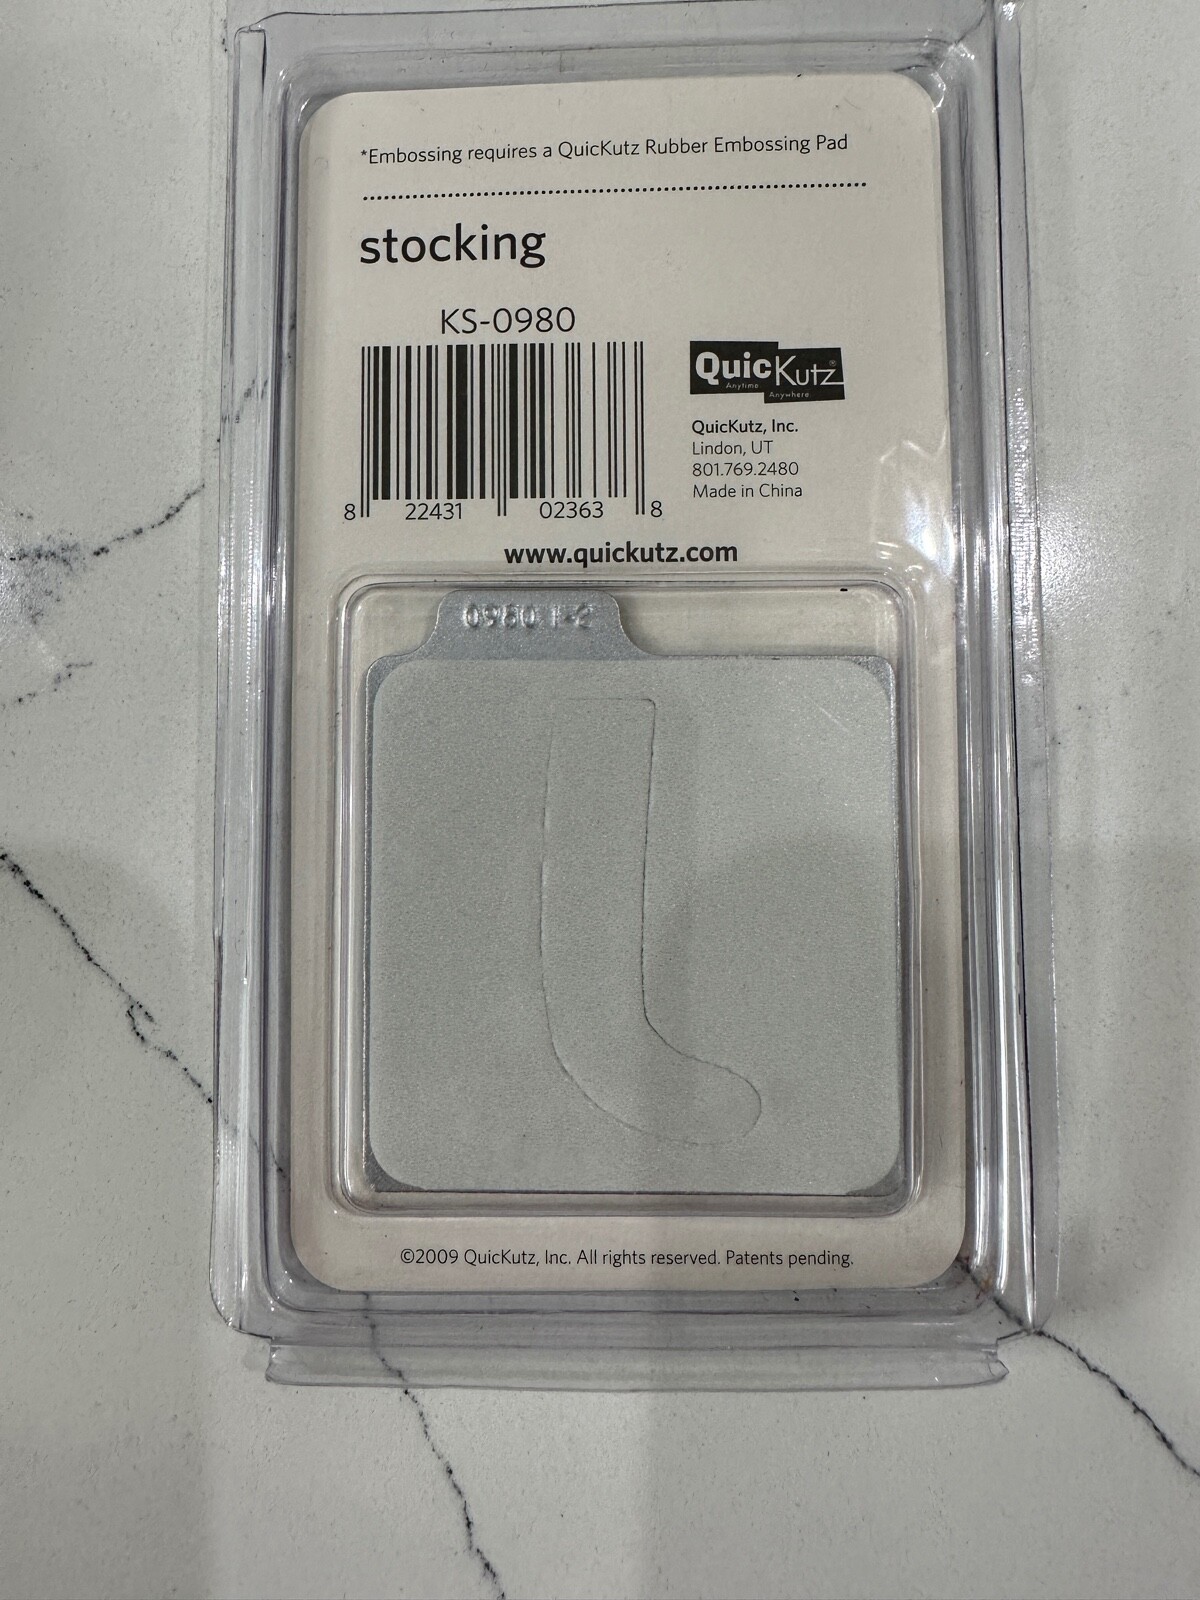 *Embossing requires a QuicKutz Rubber Embossing Pad
stocking
KS-0980
8 22431 02363 8
QuicKutz®
Anytime Anywhere
QuicKutz, Inc.
Lindon, UT
801.769.2480
Made in China
www.quickutz.com
0980
©2009 QuicKutz, Inc. All rights reserved. Patents pending.